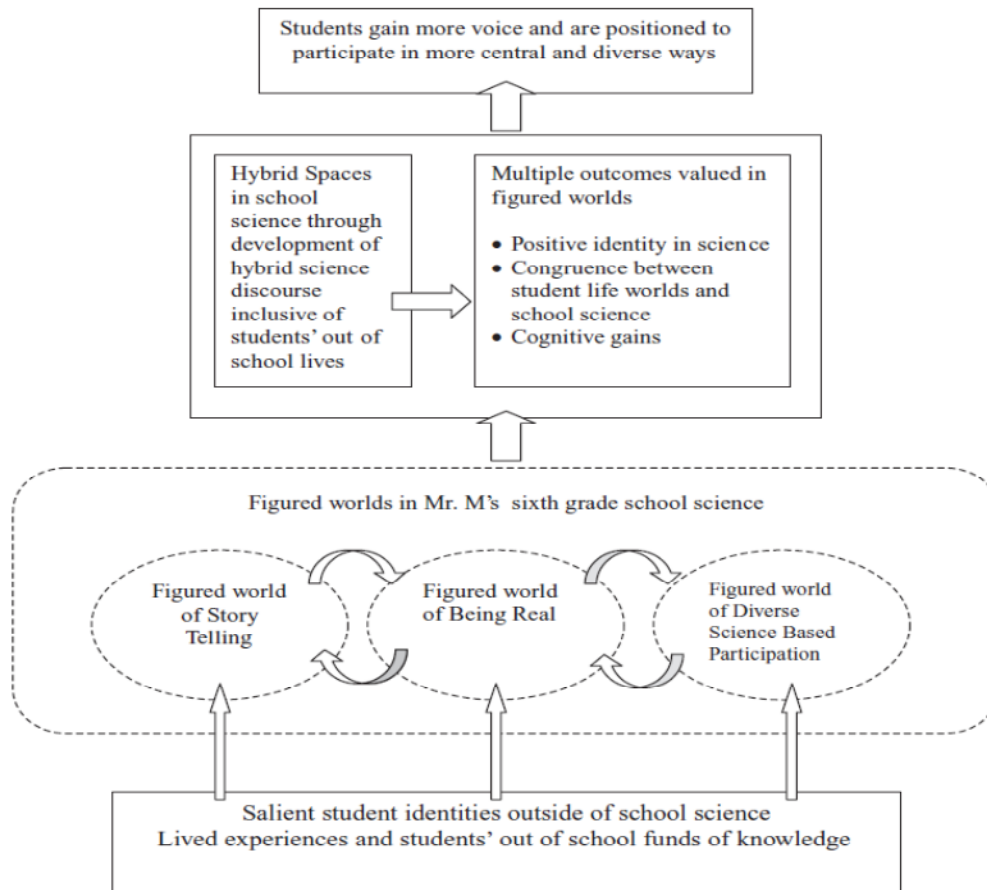 Students gain more voice and are positioned to
participate in more central and diverse ways
Hybrid Spaces
in school
science through
development of
hybrid science
discourse
inclusive of
students' out of
school lives
Multiple outcomes valued in
figured worlds
• Positive identity in science
• Congruence between
student life worlds and
school science
• Cognitive gains
Figured worlds in Mr. M's sixth grade school science
Figured world
of Story
Telling
Figured world
of Being Real
Figured world
of Diverse
Science Based
Participation
Salient student identities outside of school science
Lived experiences and students' out of school funds of knowledge